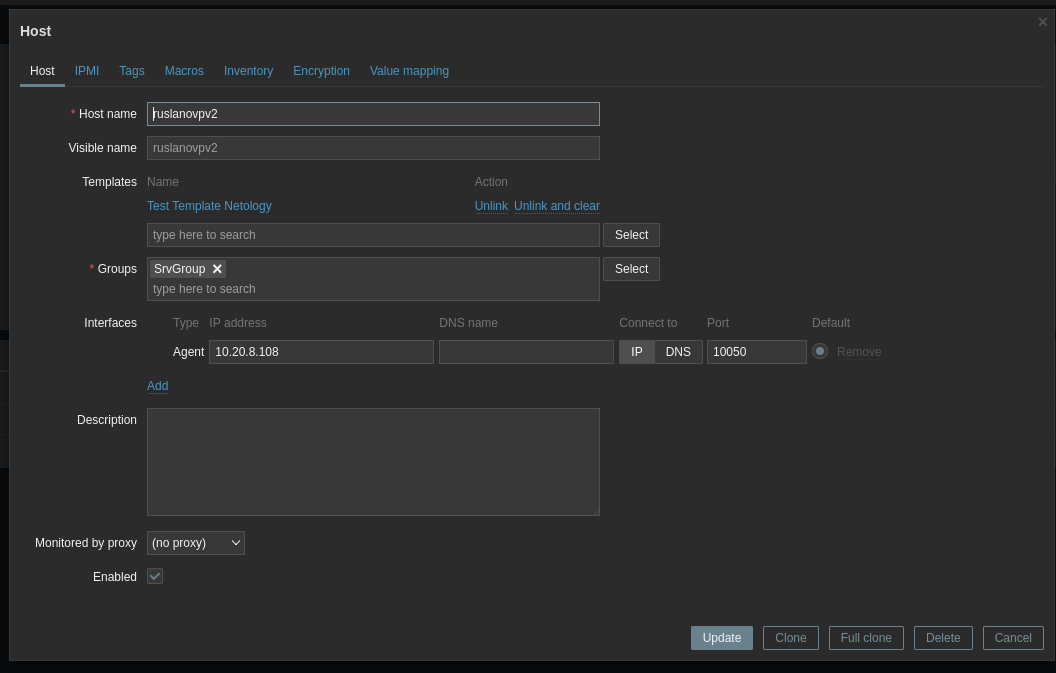 Host
Host IPMI Tags Macros Inventory Encryption Value mapping
* Host name ruslanovpv2
Visible name ruslanovpv2
Templates Name Action
Test Template Netology Unlink Unlink and clear
type here to search Select
* Groups SrvGroup Select
type here to search
Interfaces Type IP address DNS name Connect to Port Default
Agent 10.20.8.108 IP DNS 10050 Remove
Add
Description
Monitored by proxy (no proxy)
Enabled
Update Clone Full clone Delete Cancel